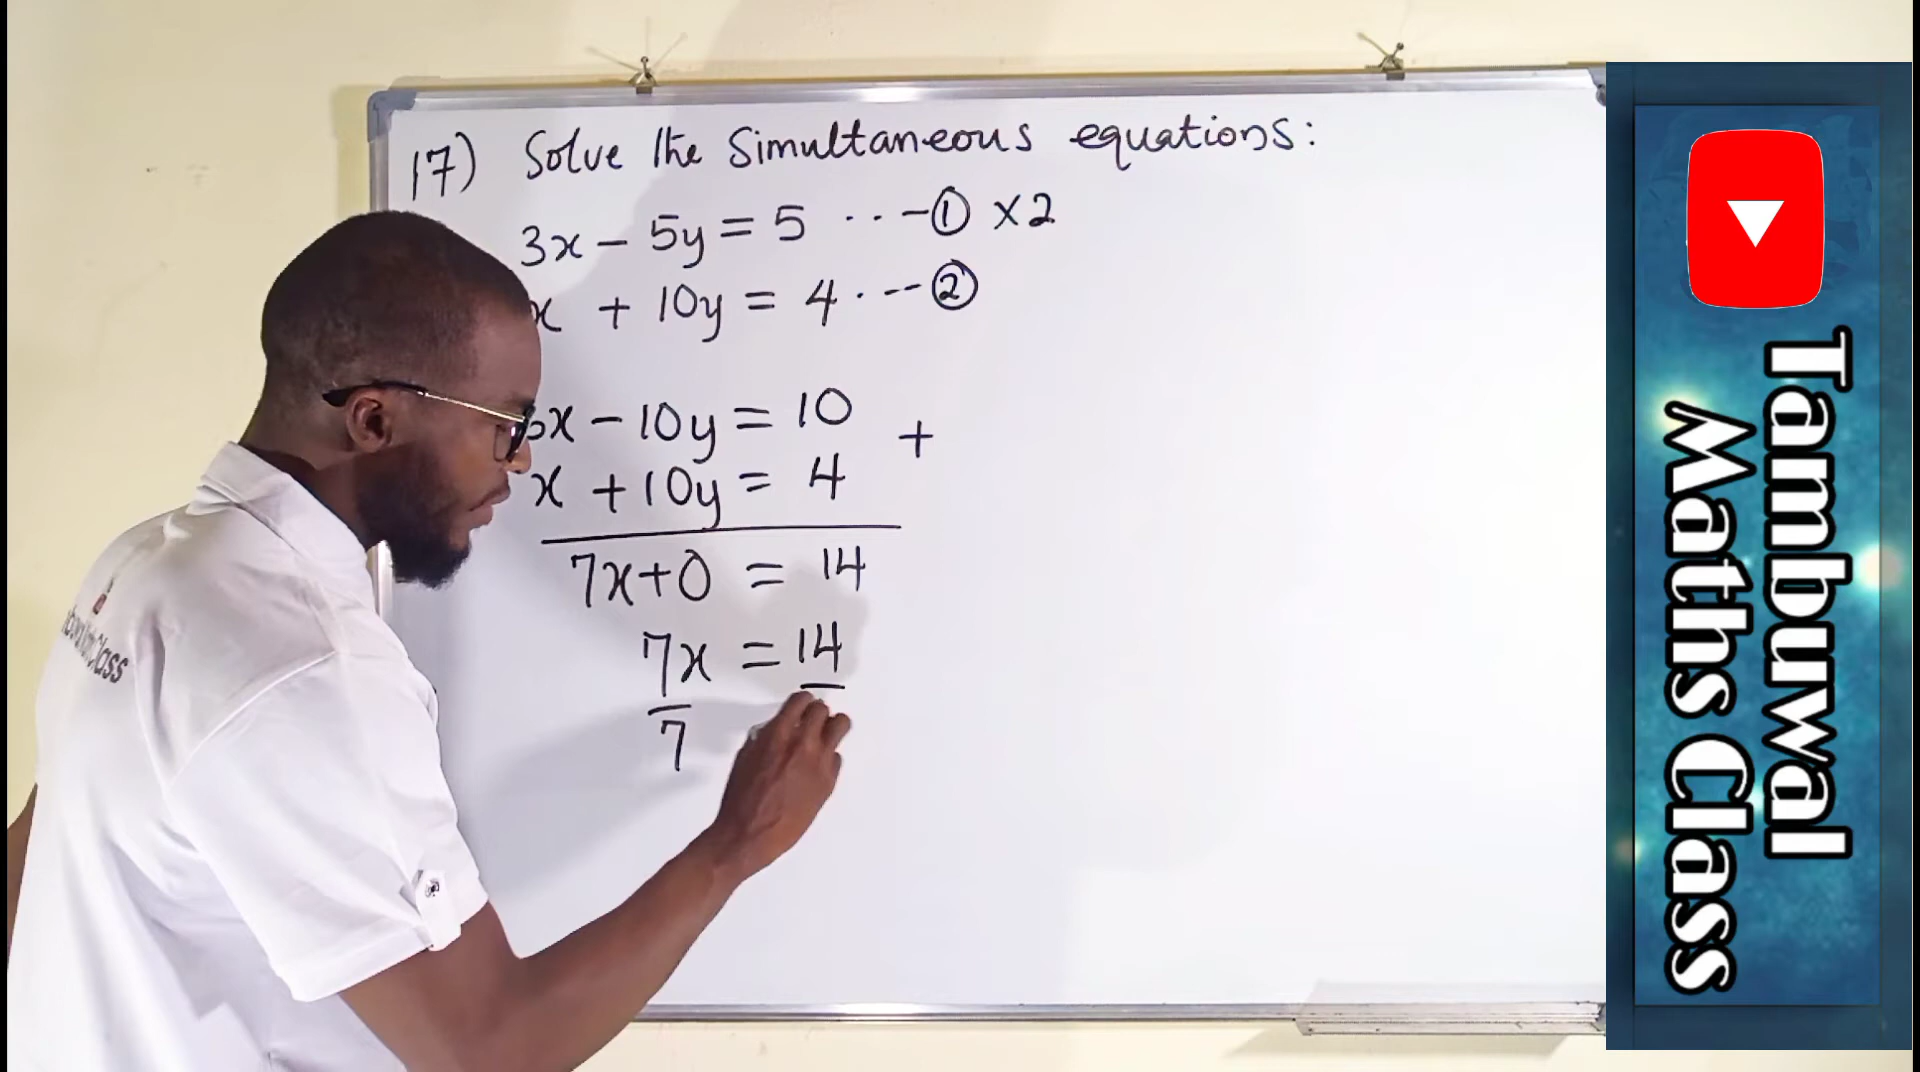 17) Solve the Simultaneous equations:
3x − 5y = 5 ··· − ① ×2
x + 10y = 4 · -- ②
6x − 10y = 10
+
x + 10y = 4
7x + 0 = 14
7x = 14
7
Class
Tambuwal
Maths Class